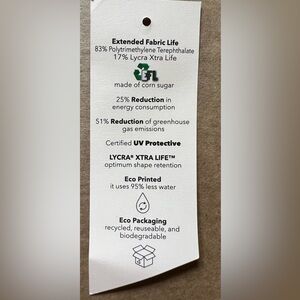 Extended Fabric Life
83% Polytrimethylene Terephthalate
17% Lycra Xtra Life
made of corn sugar
25% Reduction in
energy consumption
51% Reduction of greenhouse
gas emissions
Certified UV Protective
LYCRA® XTRA LIFE™
optimum shape retention
Eco Printed
it uses 95% less water
Eco Packaging
recycled, reuseable, and
biodegradable